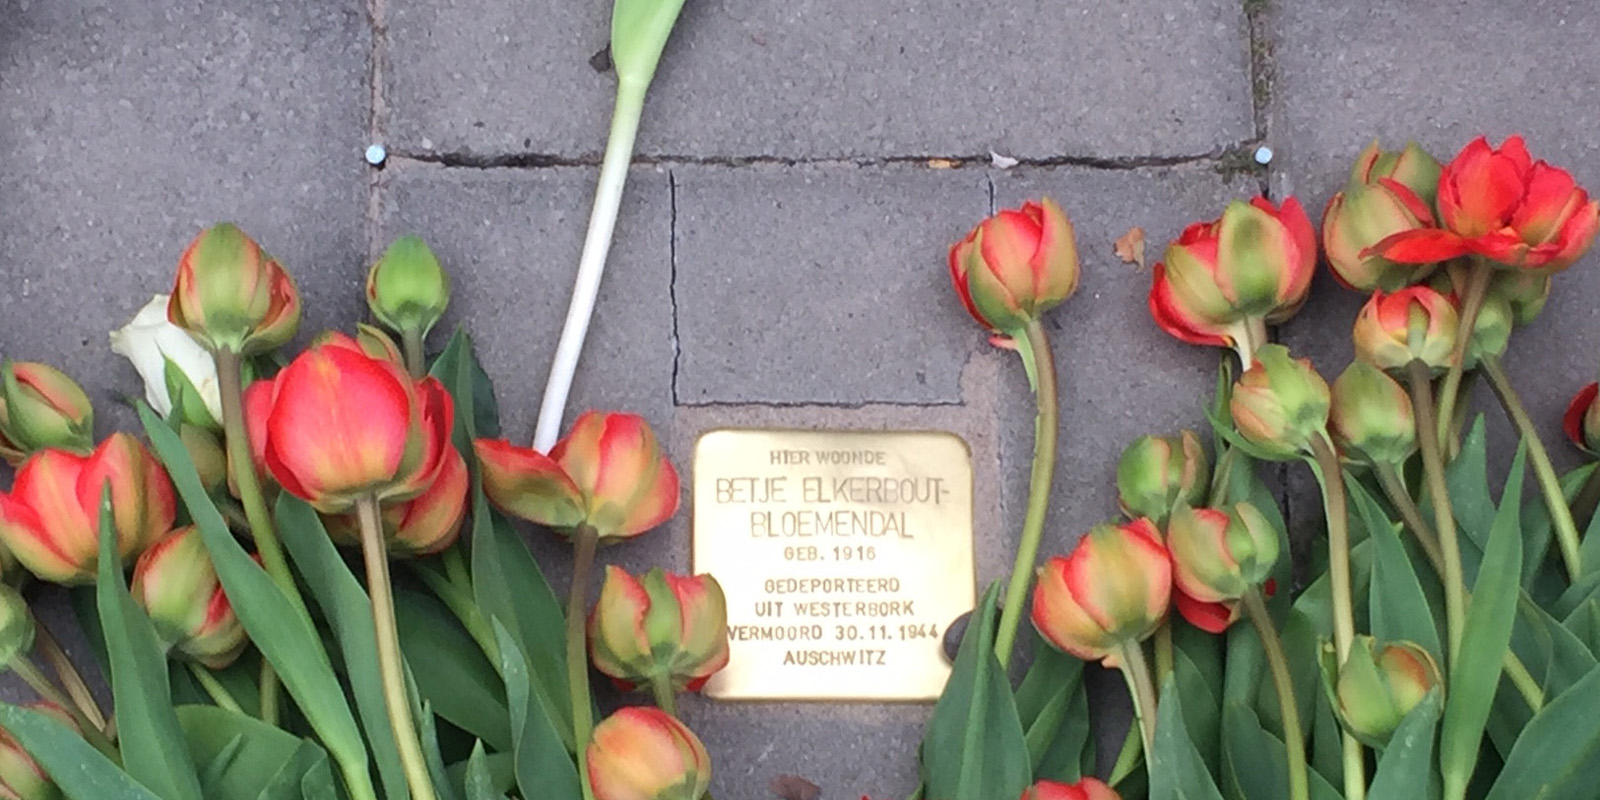 HIER WOONDE
BETJE ELKERBOUT-
BLOEMENDAL
GEB. 1916
GEDEPORTEERD
UIT WESTERBORK
VERMOORD 30.11.1944
AUSCHWITZ